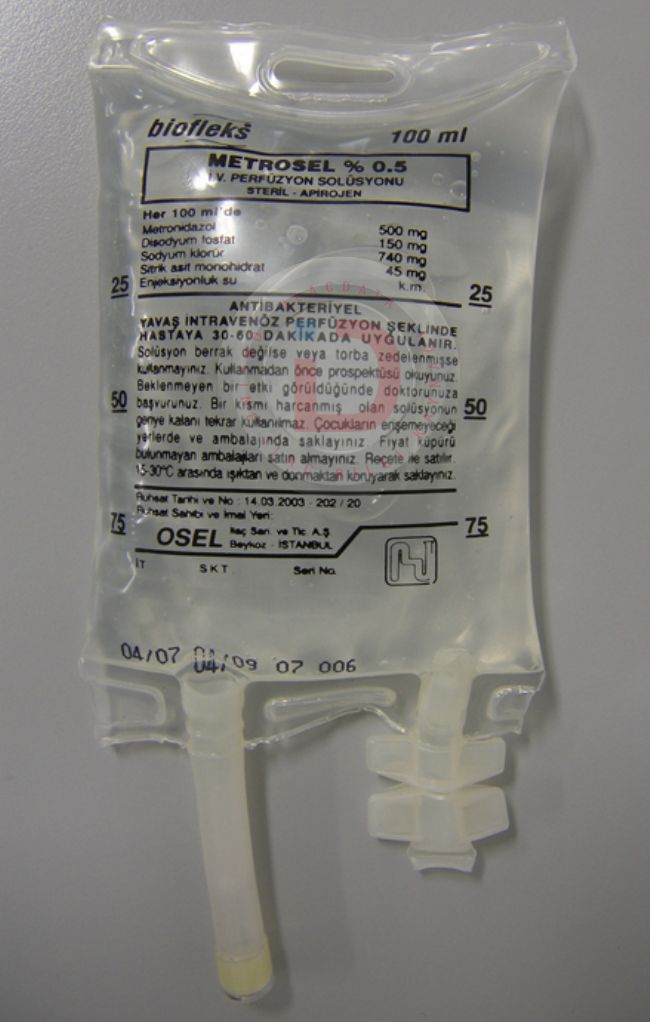 biofleks 100 ml
METROSEL % 0.5
I.V. PERFÜZYON SOLÜSYONU
STERİL - APİROJEN
Her 100 ml'de
Metronidazol 500 mg
Disodyum fosfat 150 mg
Sodyum klorür 740 mg
Sitrik asit monohidrat 45 mg
Enjeksiyonluk su k.m.
25 25
ANTİBAKTERİYEL
YAVAŞ İNTRAVENÖZ PERFÜZYON ŞEKLİNDE
HASTAYA 30-60 DAKİKADA UYGULANIR.
Solüsyon berrak değilse veya torba zedelenmişse
kullanmayınız. Kullanmadan önce prospektüsü okuyunuz.
Beklenmeyen bir etki görüldüğünde doktorunuza
50 başvurunuz. Bir kısmı harcanmış olan solüsyonun 50
geriye kalanı tekrar kullanılmaz. Çocukların erişemeyeceği
yerlerde ve ambalajında saklayınız. Fiyat küpürü
bulunmayan ambalajları satın almayınız. Reçete ile satılır.
15-30°C arasında ışıktan ve donmaktan koruyarak saklayınız.
Ruhsat Tarihi ve No : 14.03.2003 - 202 / 20
Ruhsat Sahibi ve İmal Yeri:
75 75
OSEL İlaç San. ve Tic. A.Ş.
Beykoz - İSTANBUL
İT SKT Seri No.
04/07 04/09 07 006